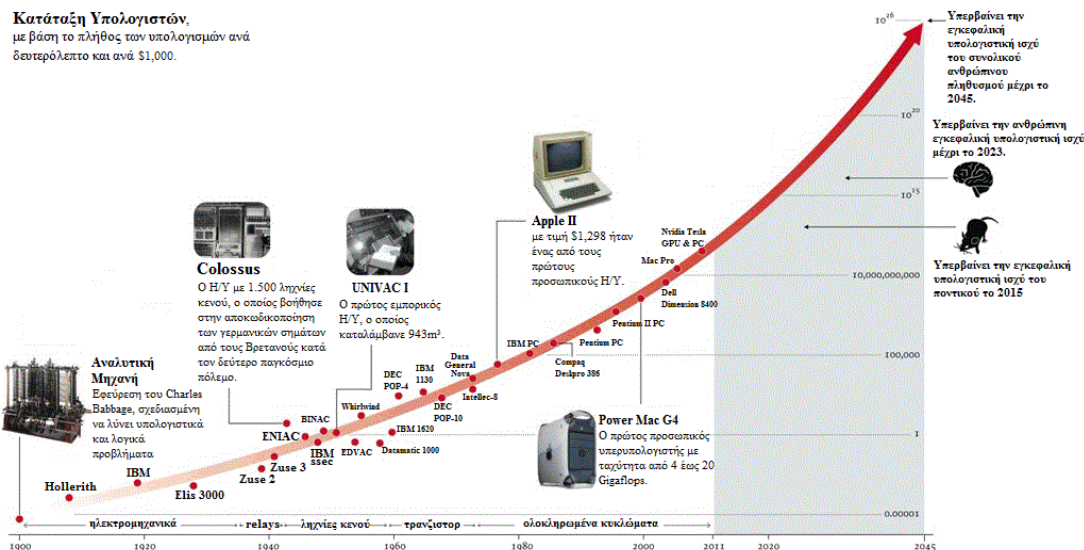 Κατάταξη Υπολογιστών,
με βάση το πλήθος των υπολογισμών ανά
δευτερόλεπτο και ανά $1,000.
10¹⁶
Υπερβαίνει την
εγκεφαλική
υπολογιστική ισχύ
του συνολικού
ανθρώπινου
πληθυσμού μέχρι το
2045.
10²⁰
Υπερβαίνει την ανθρώπινη
εγκεφαλική υπολογιστική ισχύ
μέχρι το 2023.
10¹⁵
Υπερβαίνει την εγκεφαλική
υπολογιστική ισχύ του
ποντικού το 2015
10,000,000,000
100,000
1
0.00001
Αναλυτική
Μηχανή
Εφεύρεση του Charles
Babbage, σχεδιασμένη
να λύνει υπολογιστικά
και λογικά
προβλήματα
Colossus
Ο Η/Υ με 1.500 λυχνίες
κενού, ο οποίος βοήθησε
στην αποκωδικοποίηση
των γερμανικών σημάτων
από τους Βρετανούς κατά
τον δεύτερο παγκόσμιο
πόλεμο.
UNIVAC I
Ο πρώτος εμπορικός
Η/Υ, ο οποίος
καταλάμβανε 943m³.
Apple II
με τιμή $1,298 ήταν
ένας από τους
πρώτους
προσωπικούς Η/Υ.
Power Mac G4
Ο πρώτος προσωπικός
υπερυπολογιστής με
ταχύτητα από 4 έως 20
Gigaflops.
Hollerith
IBM
Elis 3000
Zuse 2
Zuse 3
ENIAC
BINAC
IBM
ssec
Whirlwind
EDVAC
Datamatic 1000
IBM 1620
DEC
POP-4
IBM
1130
DEC
POP-10
Data
General
Nova
Intellec-8
IBM PC
Compaq
Deskpro 386
Pentium PC
Pentium II PC
Dell
Dimension 8400
Mac Pro
Nvidia Tesla
GPU & PC
ηλεκτρομηχανικά
relays
ληχνίες κενού
τρανζίστορ
ολοκληρωμένα κυκλώματα
1900 1920 1940 1960 1980 2000 2011 2020 2045